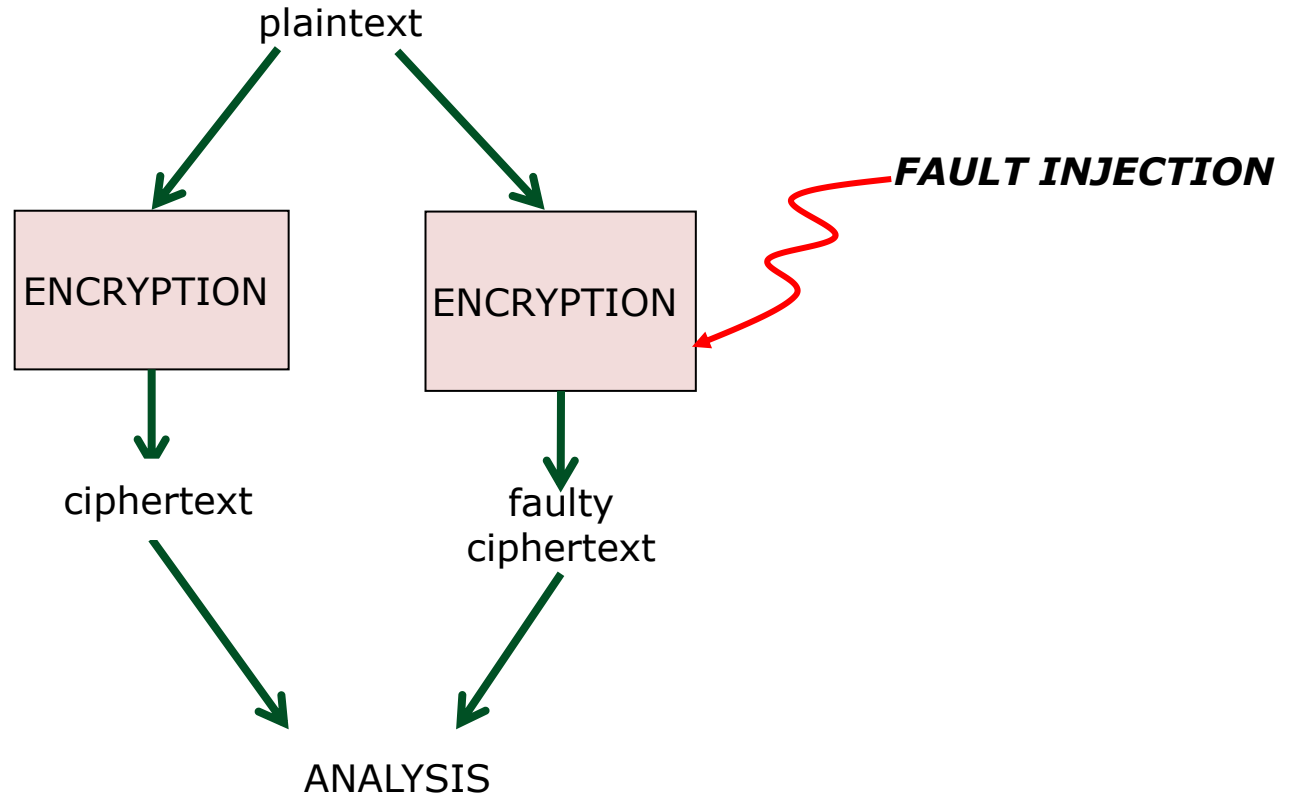 plaintext
FAULT INJECTION
ENCRYPTION
ENCRYPTION
ciphertext
faulty
ciphertext
ANALYSIS